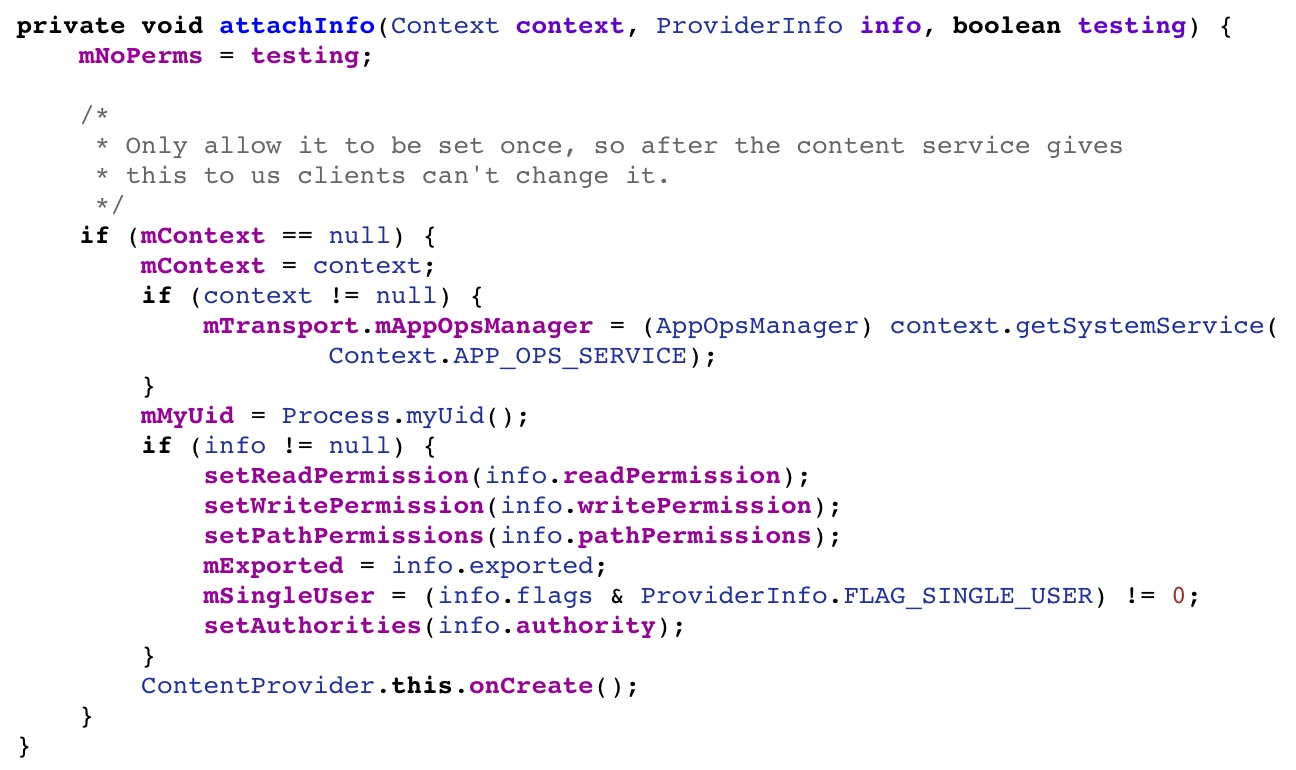 private void attachInfo(Context context, ProviderInfo info, boolean testing) {
    mNoPerms = testing;

    /*
     * Only allow it to be set once, so after the content service gives
     * this to us clients can't change it.
     */
    if (mContext == null) {
        mContext = context;
        if (context != null) {
            mTransport.mAppOpsManager = (AppOpsManager) context.getSystemService(
                    Context.APP_OPS_SERVICE);
        }
        mMyUid = Process.myUid();
        if (info != null) {
            setReadPermission(info.readPermission);
            setWritePermission(info.writePermission);
            setPathPermissions(info.pathPermissions);
            mExported = info.exported;
            mSingleUser = (info.flags & ProviderInfo.FLAG_SINGLE_USER) != 0;
            setAuthorities(info.authority);
        }
        ContentProvider.this.onCreate();
    }
}